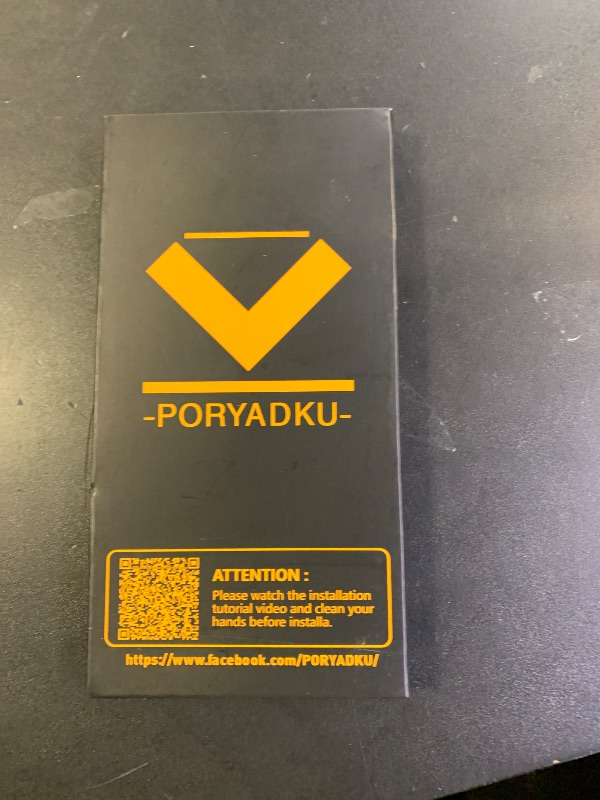 -PORYADKU-
ATTENTION :
Please watch the installation
tutorial video and clean your
hands before installa.
https://www.facebook.com/PORYADKU/